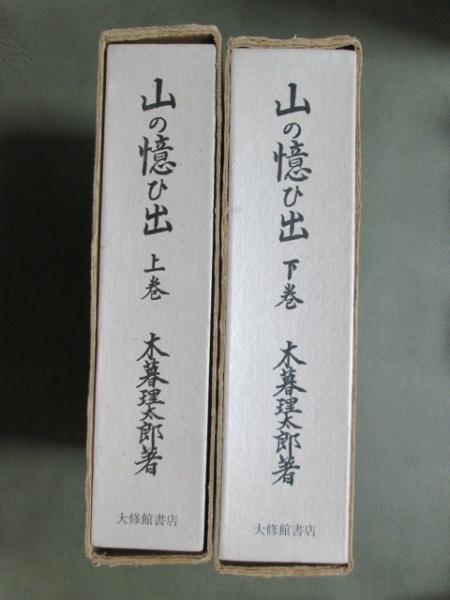 山の憶ひ出 上巻 木暮理太郎著
大修館書店
山の憶ひ出 下巻 木暮理太郎著
大修館書店